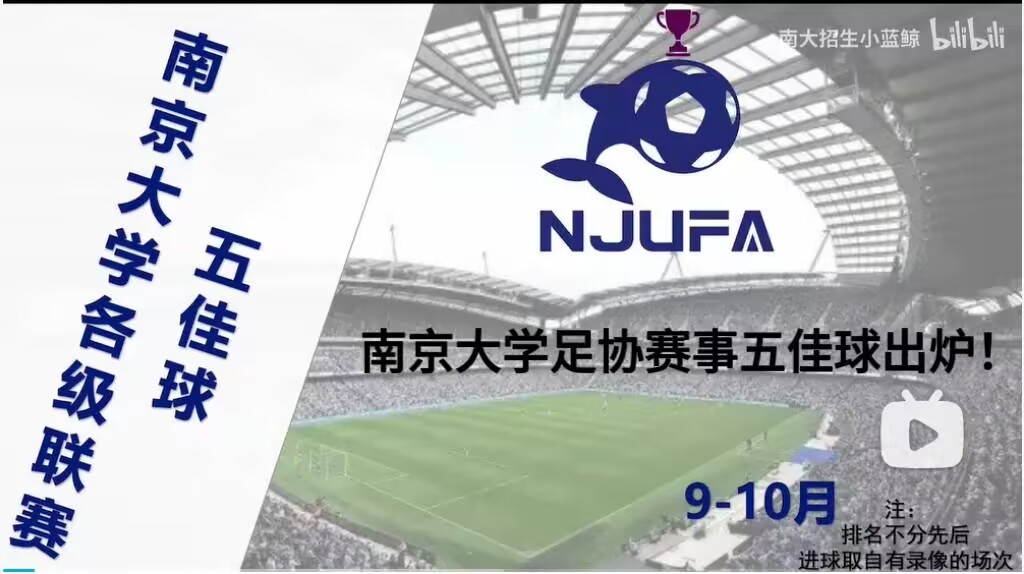 南京大学各级联赛
五佳球
南大招生小蓝鲸 bilibili
NJUFA
南京大学足协赛事五佳球出炉！
9-10月
注：
排名不分先后
进球取自有录像的场次